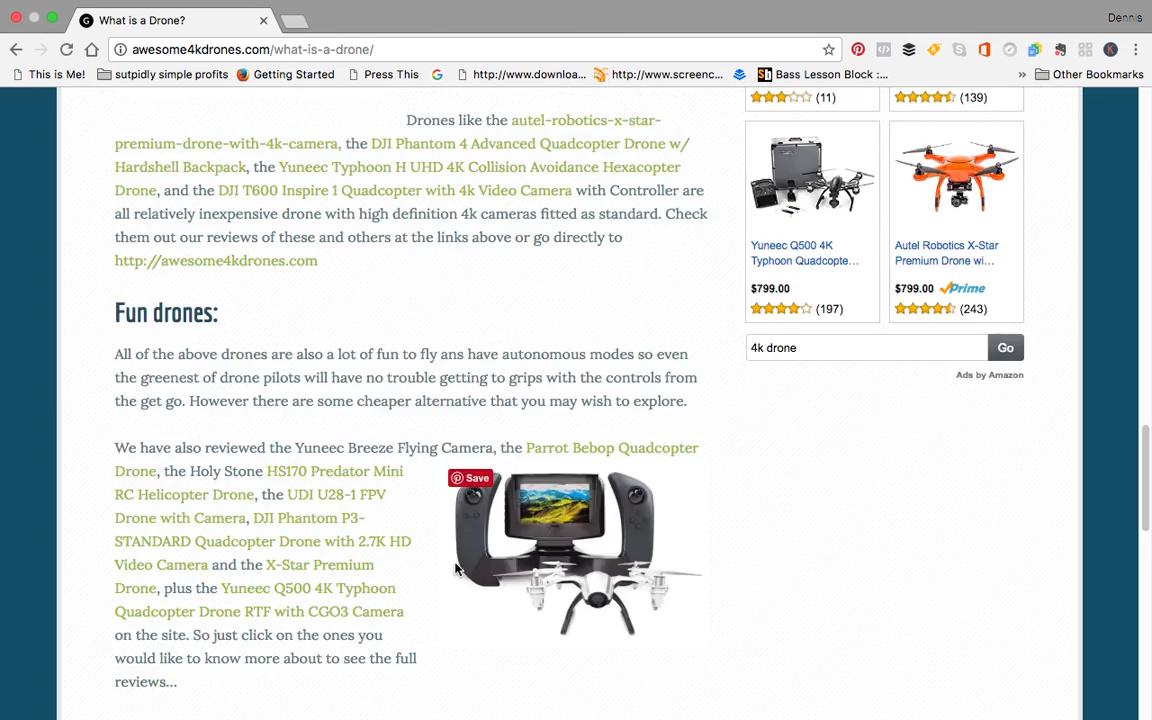 What is a Drone?
Dennis
awesome4kdrones.com/what-is-a-drone/
This is Me!
sutpidly simple profits
Getting Started
Press This
http://www.downloa...
http://www.screenc...
Bass Lesson Block :...
»
Other Bookmarks
Drones like the autel-robotics-x-star-
premium-drone-with-4k-camera, the DJI Phantom 4 Advanced Quadcopter Drone w/
Hardshell Backpack, the Yuneec Typhoon H UHD 4K Collision Avoidance Hexacopter
Drone, and the DJI T600 Inspire 1 Quadcopter with 4k Video Camera with Controller are
all relatively inexpensive drone with high definition 4k cameras fitted as standard. Check
them out our reviews of these and others at the links above or go directly to
http://awesome4kdrones.com
Fun drones:
All of the above drones are also a lot of fun to fly ans have autonomous modes so even
the greenest of drone pilots will have no trouble getting to grips with the controls from
the get go. However there are some cheaper alternative that you may wish to explore.
We have also reviewed the Yuneec Breeze Flying Camera, the Parrot Bebop Quadcopter
Drone, the Holy Stone HS170 Predator Mini
RC Helicopter Drone, the UDI U28-1 FPV
Drone with Camera, DJI Phantom P3-
STANDARD Quadcopter Drone with 2.7K HD
Video Camera and the X-Star Premium
Drone, plus the Yuneec Q500 4K Typhoon
Quadcopter Drone RTF with CGO3 Camera
on the site. So just click on the ones you
would like to know more about to see the full
reviews...
Save
(11)
(139)
Yuneec Q500 4K
Typhoon Quadcopte...
$799.00
(197)
Autel Robotics X-Star
Premium Drone wi...
$799.00 Prime
(243)
4k drone
Go
Ads by Amazon